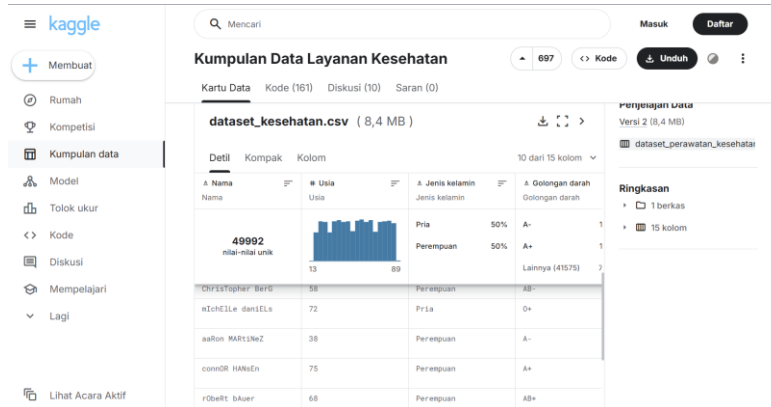 kaggle
Mencari
Masuk
Daftar
Membuat
Kumpulan Data Layanan Kesehatan
697
<> Kode
Unduh
Kartu Data Kode (161) Diskusi (10) Saran (0)
Rumah
Kompetisi
Kumpulan data
Model
Tolok ukur
<> Kode
Diskusi
Mempelajari
Lagi
Lihat Acara Aktif
dataset_kesehatan.csv ( 8,4 MB )
Detil Kompak Kolom
10 dari 15 kolom
Nama
# Usia
Jenis kelamin
Golongan darah
Nama
Usia
Jenis kelamin
Golongan darah
49992
nilai-nilai unik
13 89
Pria 50%
Perempuan 50%
A- 1
A+ 1
Lainnya (41575)
ChrisTopher BerG 58 Perempuan AB-
mIchElLe daniELs 72 Pria O+
aaRon MARtiNeZ 38 Perempuan A-
connOR HANsEn 75 Perempuan A+
rObeRt bAuer 68 Perempuan AB+
Penjelajah Data
Versi 2 (8,4 MB)
dataset_perawatan_kesehatan
Ringkasan
1 berkas
15 kolom